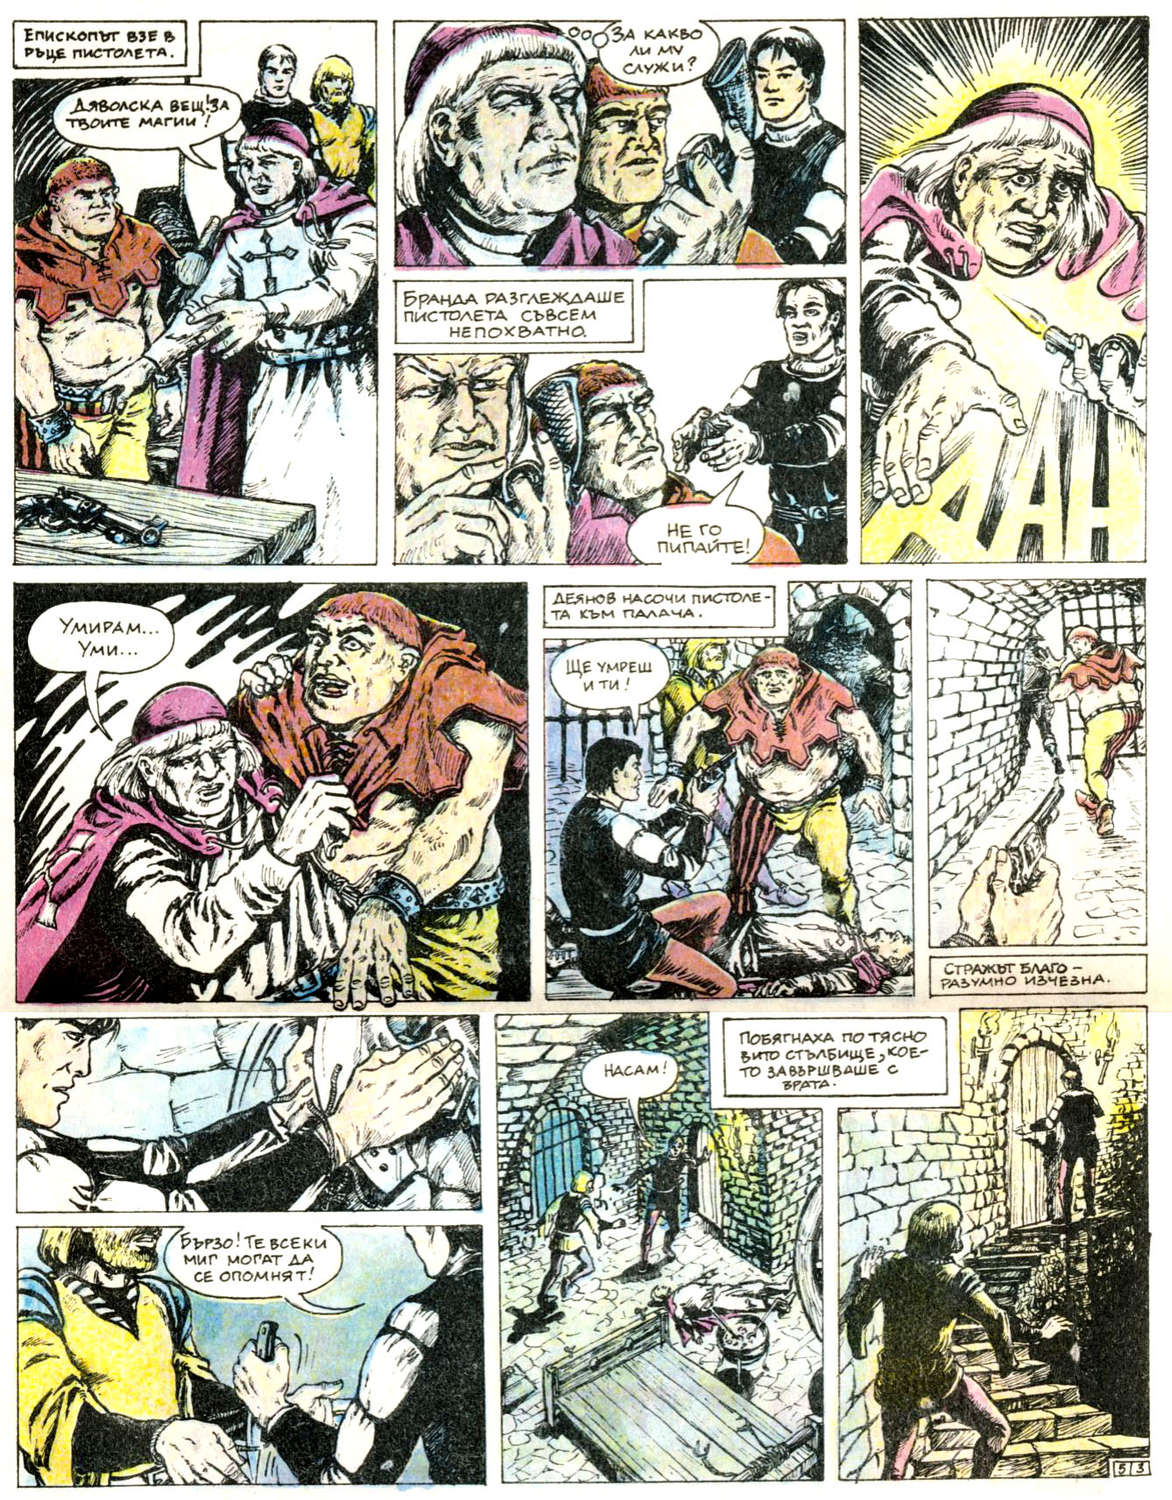 ЕПИСКОПЪТ ВЗЕ В
РЪЦЕ ПИСТОЛЕТА.
ДЯВОЛСКА ВЕЩ! ЗА
ТВОИТЕ МАГИИ!
ЗА КАКВО
ЛИ МУ
СЛУЖИ?
БРАНДА РАЗГЛЕЖДАШЕ
ПИСТОЛЕТА СЪВСЕМ
НЕПОХВАТНО.
НЕ ГО
ПИПАЙТЕ!
ДАН
УМИРАМ...
УМИ...
ДЕЯНОВ НАСОЧИ ПИСТОЛЕ-
ТА КЪМ ПАЛАЧА.
ЩЕ УМРЕШ
И ТИ!
СТРАЖЪТ БЛАГО-
РАЗУМНО ИЗЧЕЗНА.
БЪРЗО! ТЕ ВСЕКИ
МИГ МОГАТ ДА
СЕ ОПОМНЯТ!
НАСАМ!
ПОБЯГНАХА ПО ТЯСНО
ВИТО СТЪЛБИЩЕ, КОЕ-
ТО ЗАВЪРШВАШЕ С
ВРАТА.
5 3